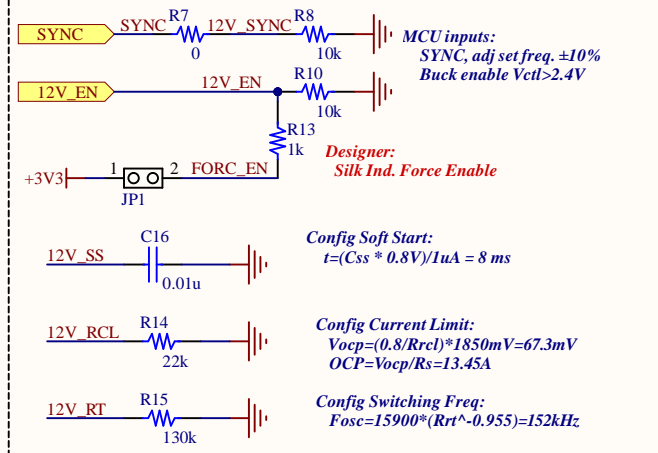 SYNC SYNC R7 0 12V_SYNC R8 10k
MCU inputs:
SYNC, adj set freq. ±10%
Buck enable Vctl>2.4V
12V_EN 12V_EN R10 10k
R13
1k
Designer:
Silk Ind. Force Enable
+3V3 1 2 FORC_EN
JP1
12V_SS C16 0.01u
Config Soft Start:
t=(Css * 0.8V)/1uA = 8 ms
12V_RCL R14 22k
Config Current Limit:
Vocp=(0.8/Rrcl)*1850mV=67.3mV
OCP=Vocp/Rs=13.45A
12V_RT R15 130k
Config Switching Freq:
Fosc=15900*(Rrt^-0.955)=152kHz